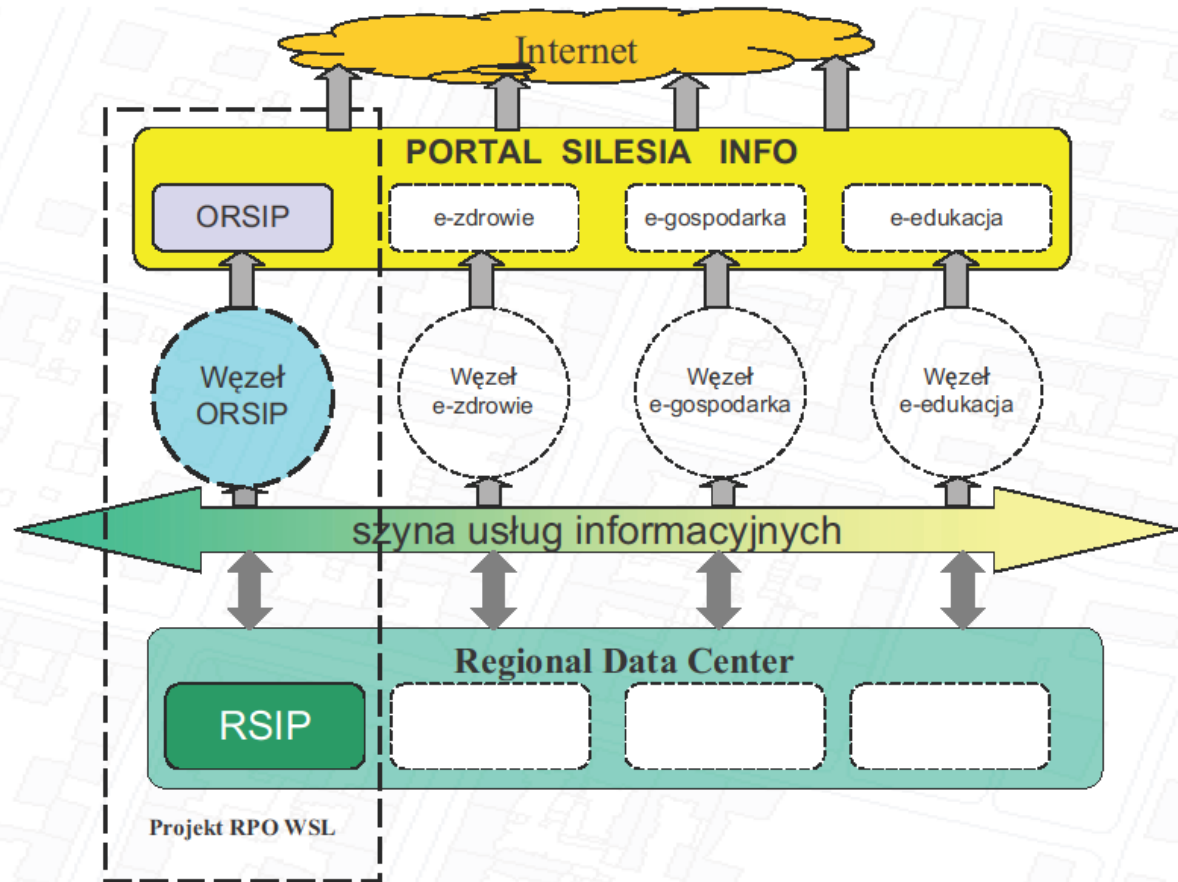 Internet
PORTAL SILESIA INFO
ORSIP
e-zdrowie
e-gospodarka
e-edukacja
Węzeł
ORSIP
Węzeł
e-zdrowie
Węzeł
e-gospodarka
Węzeł
e-edukacja
szyna usług informacyjnych
Regional Data Center
RSIP
Projekt RPO WSL